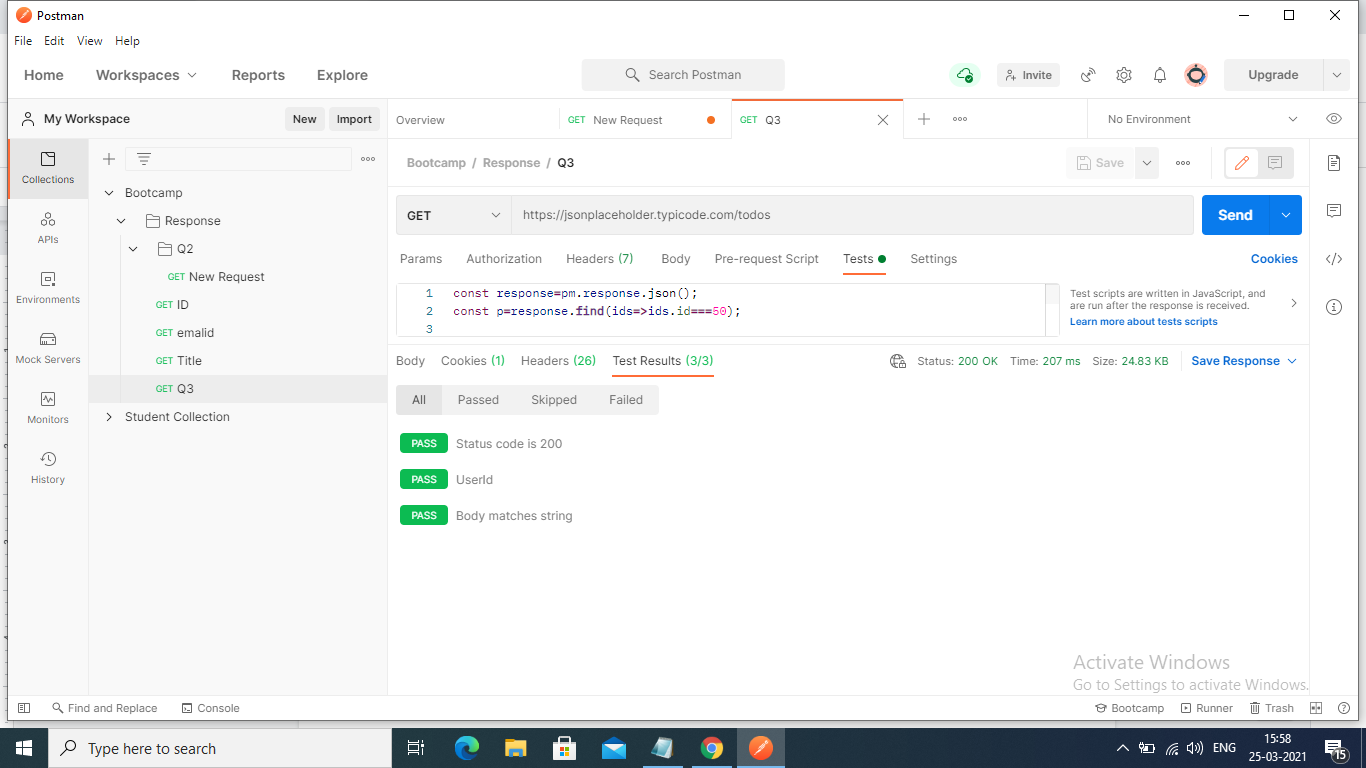 Postman
File Edit View Help
Home Workspaces Reports Explore
Search Postman
Invite
Upgrade
My Workspace
New Import
Overview
GET New Request
GET Q3
No Environment
Collections
APIs
Environments
Mock Servers
Monitors
History
Bootcamp
Response
Q2
GET New Request
GET ID
GET emalid
GET Title
GET Q3
Student Collection
Bootcamp / Response / Q3
Save
GET https://jsonplaceholder.typicode.com/todos
Send
Params Authorization Headers (7) Body Pre-request Script Tests Settings Cookies
1 const response=pm.response.json();
2 const p=response.find(ids=>ids.id===50);
3
Test scripts are written in JavaScript, and
are run after the response is received.
Learn more about tests scripts
Body Cookies (1) Headers (26) Test Results (3/3)
Status: 200 OK Time: 207 ms Size: 24.83 KB Save Response
All Passed Skipped Failed
PASS Status code is 200
PASS UserId
PASS Body matches string
Activate Windows
Go to Settings to activate Windows.
Find and Replace Console
Bootcamp Runner Trash
Type here to search
ENG
15:58
25-03-2021
15